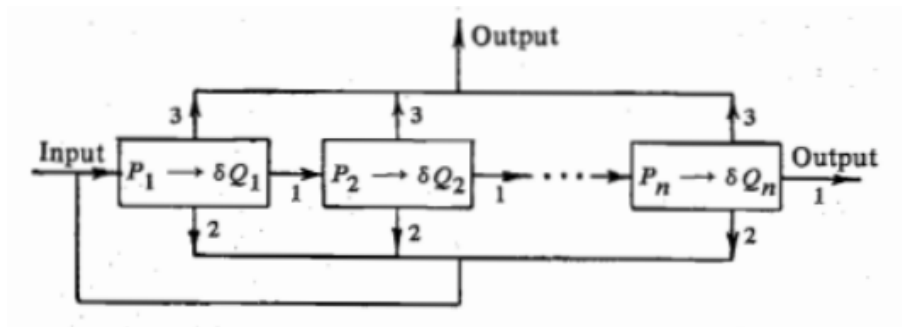 Output
3 3 3
Input P₁ → δQ₁ 1 P₂ → δQ₂ 1 ··· Pₙ → δQₙ Output 1
2 2 2